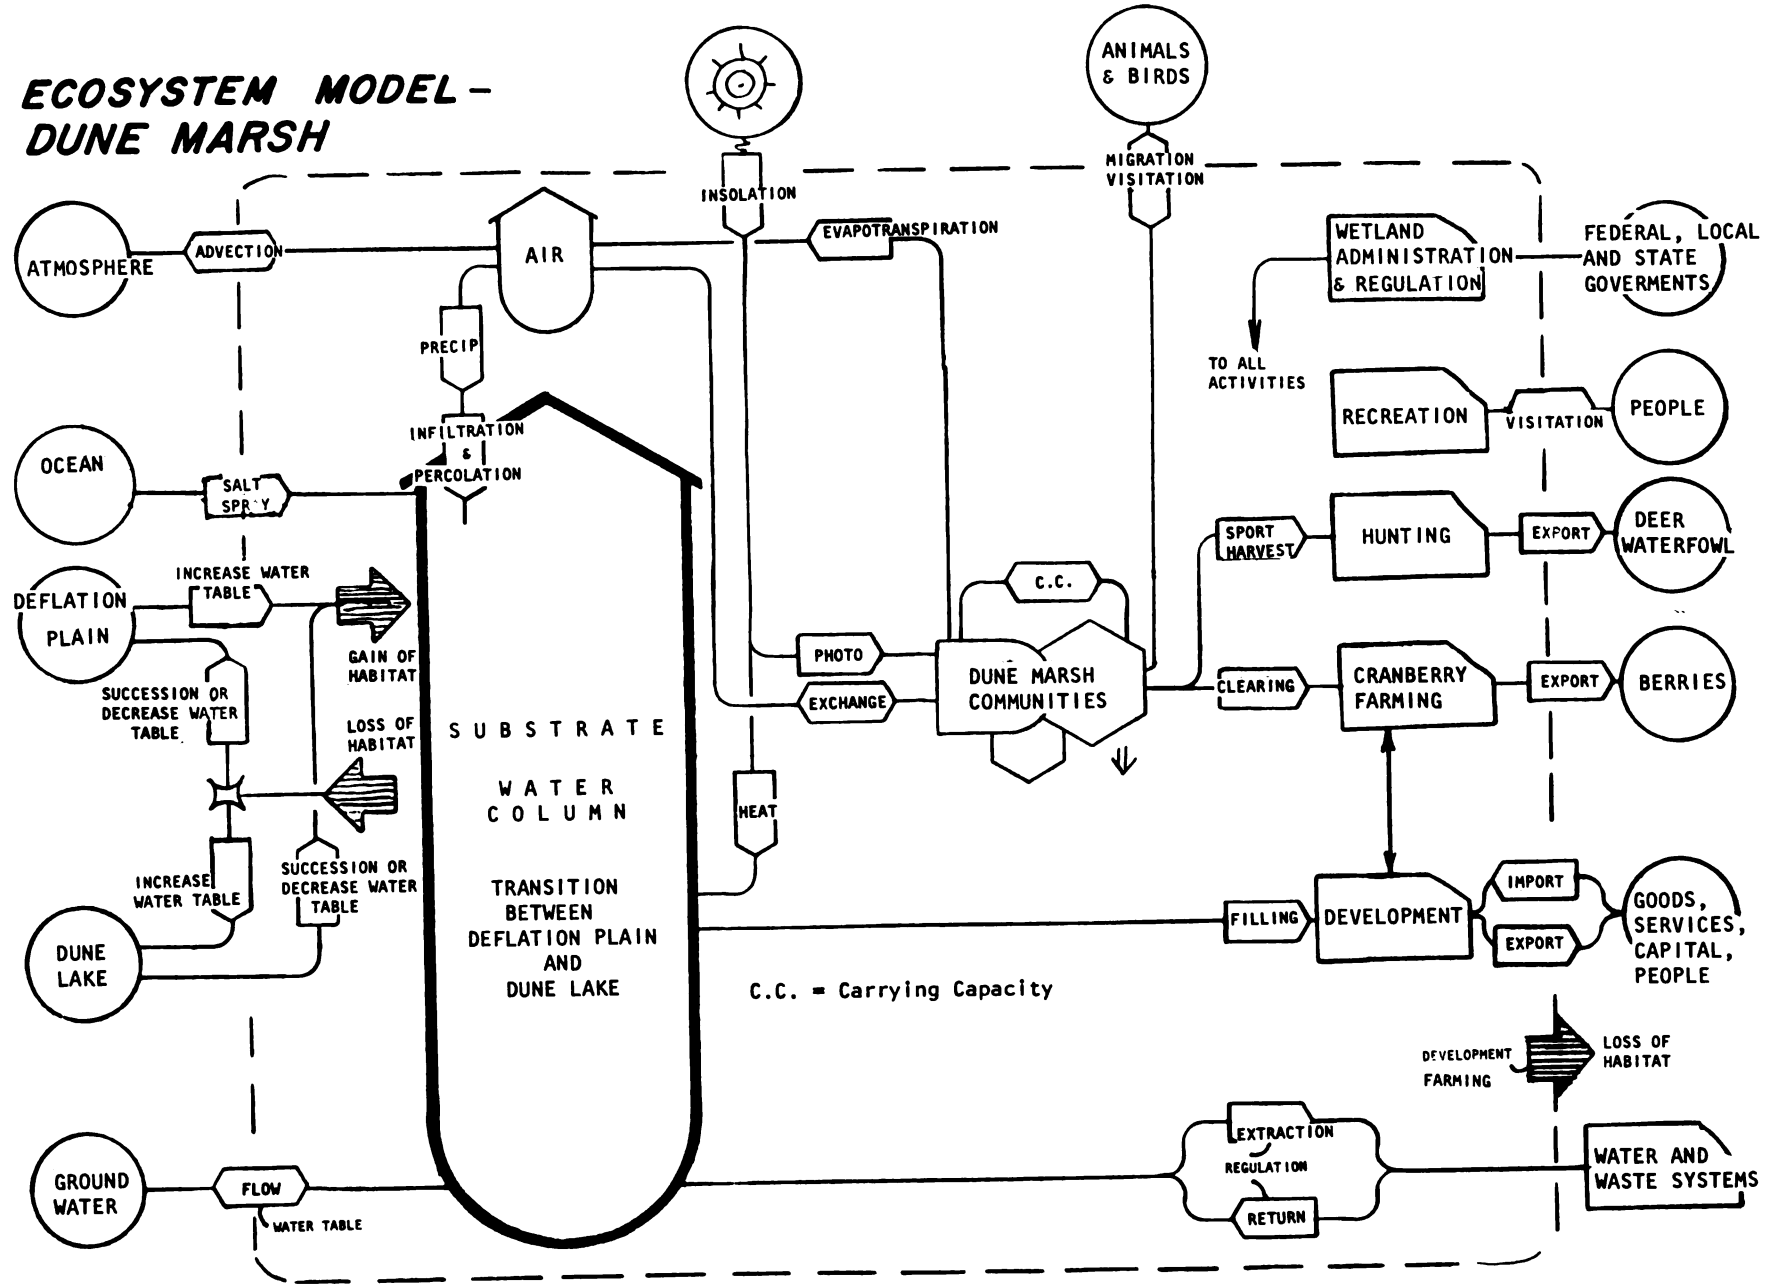 ECOSYSTEM MODEL -
DUNE MARSH
ANIMALS
& BIRDS
MIGRATION
VISITATION
INSOLATION
ATMOSPHERE
ADVECTION
AIR
EVAPOTRANSPIRATION
WETLAND
ADMINISTRATION
& REGULATION
FEDERAL, LOCAL
AND STATE
GOVERMENTS
TO ALL
ACTIVITIES
PRECIP
INFILTRATION
&
PERCOLATION
RECREATION
VISITATION
PEOPLE
OCEAN
SALT
SPRAY
SPORT
HARVEST
HUNTING
EXPORT
DEER
WATERFOWL
DEFLATION
PLAIN
INCREASE WATER
TABLE
GAIN OF
HABITAT
SUCCESSION OR
DECREASE WATER
TABLE
LOSS OF
HABITAT
C.C.
PHOTO
EXCHANGE
DUNE MARSH
COMMUNITIES
CLEARING
CRANBERRY
FARMING
EXPORT
BERRIES
SUBSTRATE
WATER
COLUMN
HEAT
TRANSITION
BETWEEN
DEFLATION PLAIN
AND
DUNE LAKE
INCREASE
WATER TABLE
SUCCESSION OR
DECREASE WATER
TABLE
DUNE
LAKE
FILLING
DEVELOPMENT
IMPORT
EXPORT
GOODS,
SERVICES,
CAPITAL,
PEOPLE
C.C. = Carrying Capacity
DEVELOPMENT
FARMING
LOSS OF
HABITAT
GROUND
WATER
FLOW
WATER TABLE
EXTRACTION
REGULATION
RETURN
WATER AND
WASTE SYSTEMS